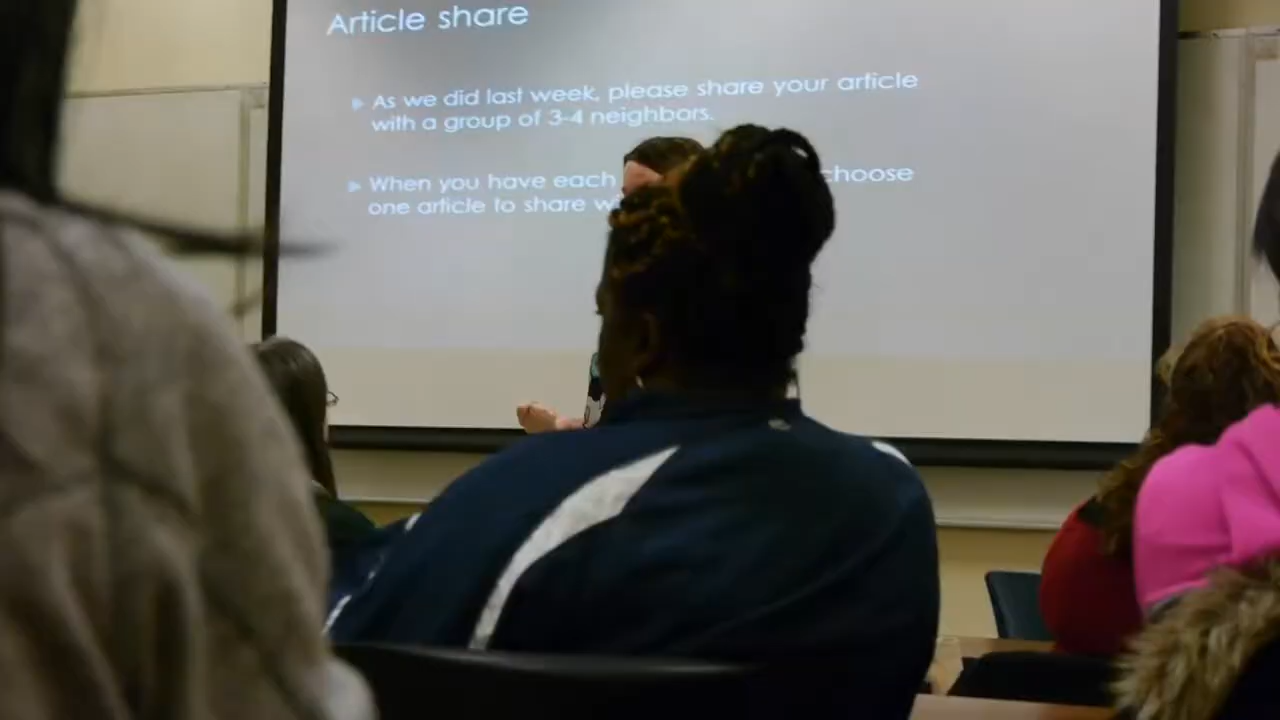 Article share
As we did last week, please share your article
with a group of 3-4 neighbors.
When you have each choose
one article to share